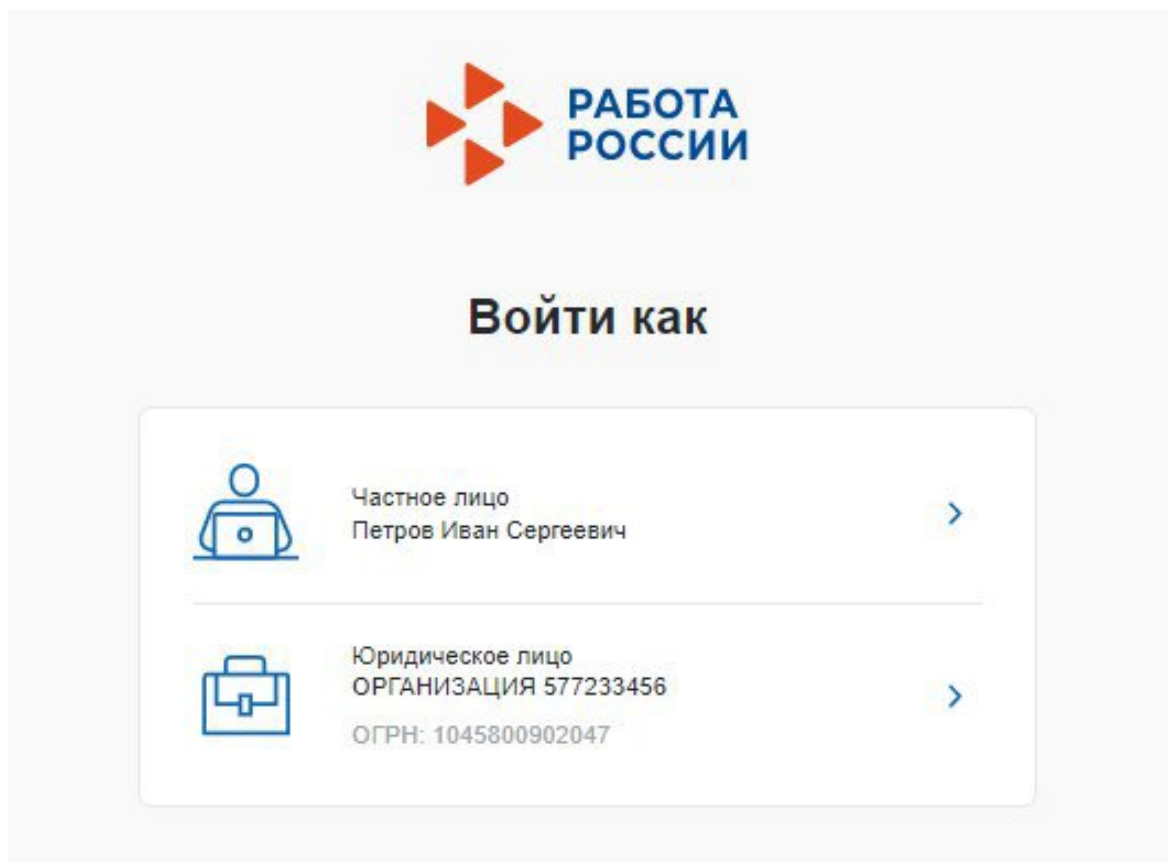 РАБОТА
РОССИИ
Войти как
Частное лицо
Петров Иван Сергеевич
Юридическое лицо
ОРГАНИЗАЦИЯ 577233456
ОГРН: 1045800902047